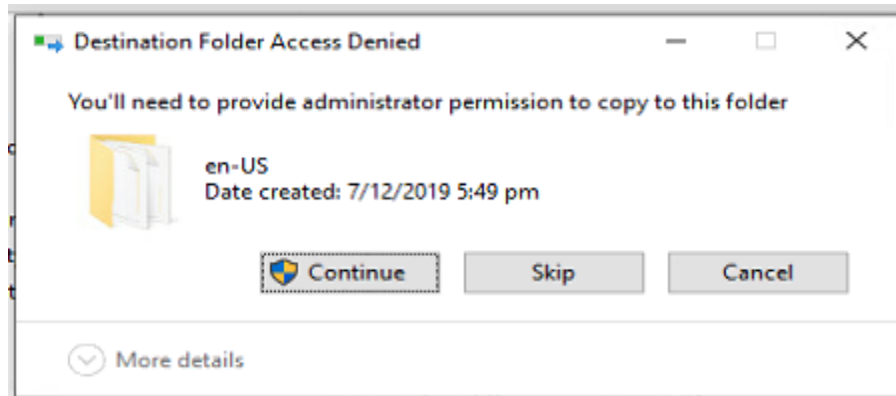 Destination Folder Access Denied
You'll need to provide administrator permission to copy to this folder
en-US
Date created: 7/12/2019 5:49 pm
Continue
Skip
Cancel
More details